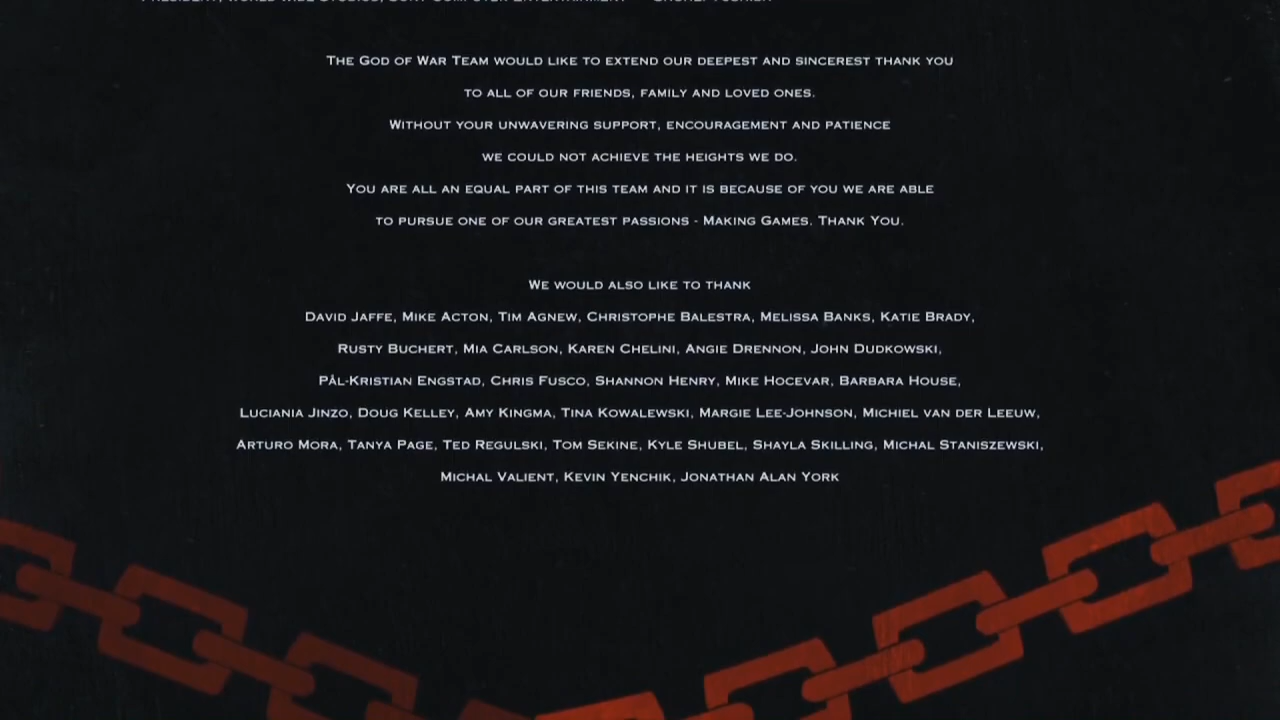 The God of War Team would like to extend our deepest and sincerest thank you
to all of our friends, family and loved ones.
Without your unwavering support, encouragement and patience
we could not achieve the heights we do.
You are all an equal part of this team and it is because of you we are able
to pursue one of our greatest passions - Making Games. Thank You.
We would also like to thank
David Jaffe, Mike Acton, Tim Agnew, Christophe Balestra, Melissa Banks, Katie Brady,
Rusty Buchert, Mia Carlson, Karen Chelini, Angie Drennon, John Dudkowski,
Pål-Kristian Engstad, Chris Fusco, Shannon Henry, Mike Hocevar, Barbara House,
Luciania Jinzo, Doug Kelley, Amy Kingma, Tina Kowalewski, Margie Lee-Johnson, Michiel van der Leeuw,
Arturo Mora, Tanya Page, Ted Regulski, Tom Sekine, Kyle Shubel, Shayla Skilling, Michal Staniszewski,
Michal Valient, Kevin Yenchik, Jonathan Alan York